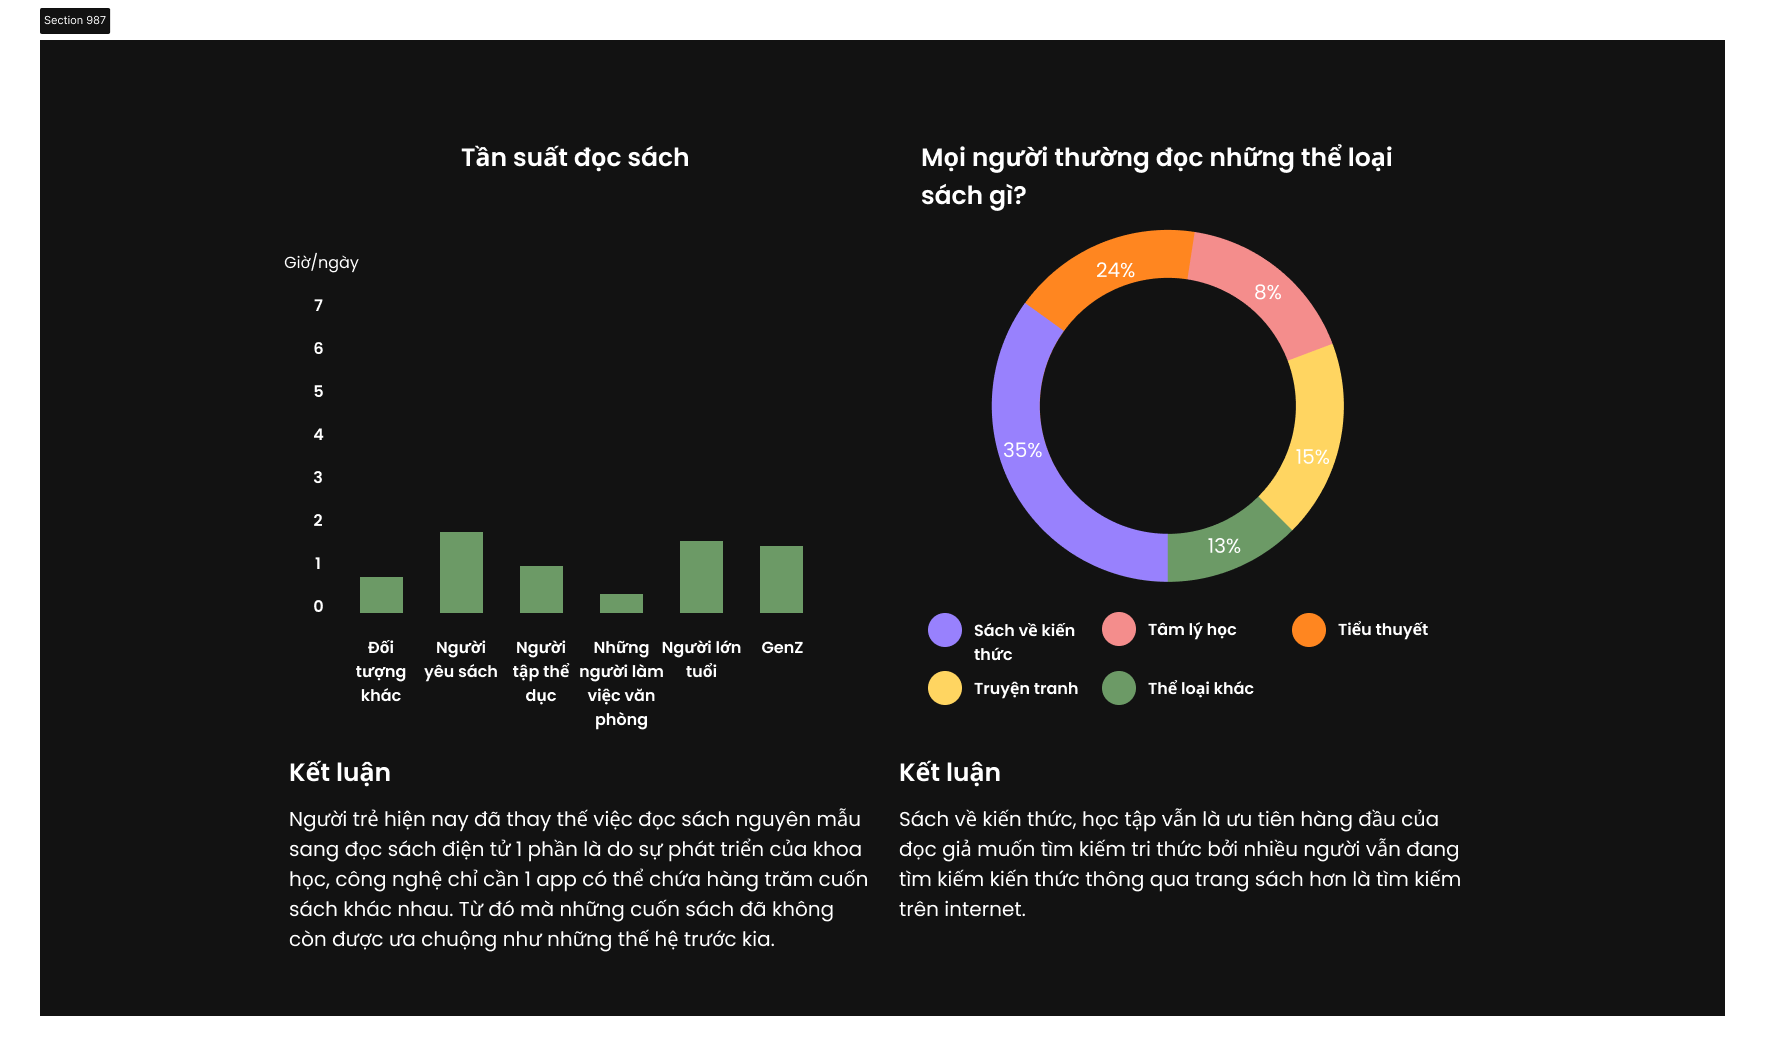 Section 987
Tần suất đọc sách
Giờ/ngày
7
6
5
4
3
2
1
0
Đối
tượng
khác
Người
yêu sách
Người
tập thể
dục
Những
người làm
việc văn
phòng
Người lớn
tuổi
GenZ
Kết luận
Người trẻ hiện nay đã thay thế việc đọc sách nguyên mẫu
sang đọc sách điện tử 1 phần là do sự phát triển của khoa
học, công nghệ chỉ cần 1 app có thể chứa hàng trăm cuốn
sách khác nhau. Từ đó mà những cuốn sách đã không
còn được ưa chuộng như những thế hệ trước kia.
Mọi người thường đọc những thể loại
sách gì?
24%
8%
35%
15%
13%
Sách về kiến
thức
Tâm lý học
Tiểu thuyết
Truyện tranh
Thể loại khác
Kết luận
Sách về kiến thức, học tập vẫn là ưu tiên hàng đầu của
đọc giả muốn tìm kiếm tri thức bởi nhiều người vẫn đang
tìm kiếm kiến thức thông qua trang sách hơn là tìm kiếm
trên internet.